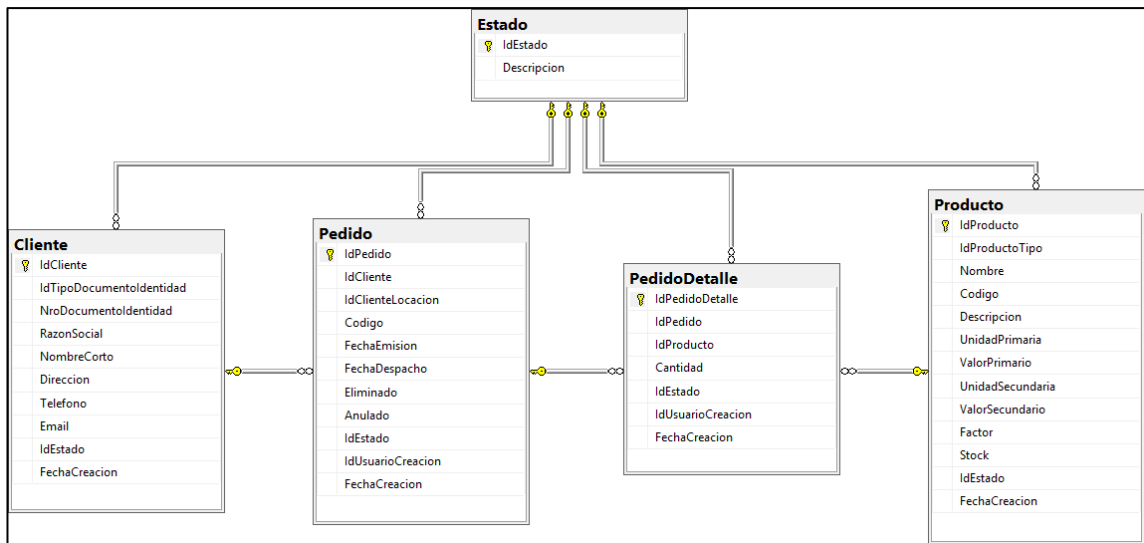 Estado
IdEstado
Descripcion
Cliente
IdCliente
IdTipoDocumentoIdentidad
NroDocumentoIdentidad
RazonSocial
NombreCorto
Direccion
Telefono
Email
IdEstado
FechaCreacion
Pedido
IdPedido
IdCliente
IdClienteLocacion
Codigo
FechaEmision
FechaDespacho
Eliminado
Anulado
IdEstado
IdUsuarioCreacion
FechaCreacion
PedidoDetalle
IdPedidoDetalle
IdPedido
IdProducto
Cantidad
IdEstado
IdUsuarioCreacion
FechaCreacion
Producto
IdProducto
IdProductoTipo
Nombre
Codigo
Descripcion
UnidadPrimaria
ValorPrimario
UnidadSecundaria
ValorSecundario
Factor
Stock
IdEstado
FechaCreacion